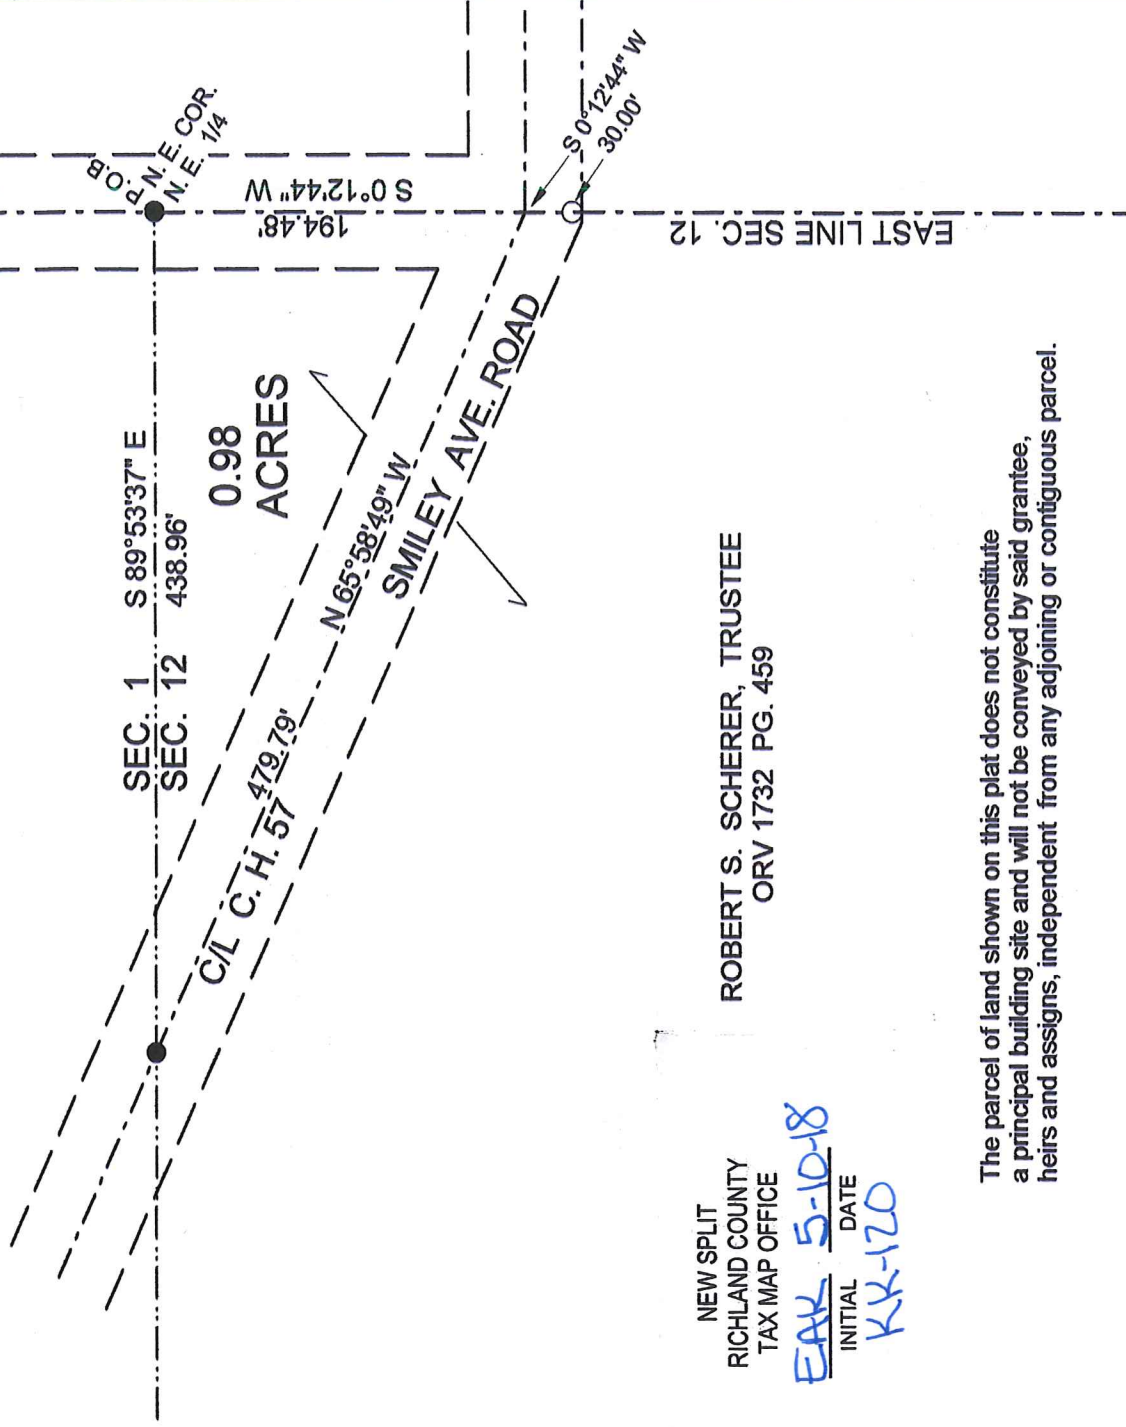 P.O.B
N. E. COR.
N. E. 1/4
S 0°12'44" W
194.48'
S 0°12'44" W
30.00'
EAST LINE SEC. 12
SEC. 1 S 89°53'37" E
SEC. 12 438.96'
0.98
ACRES
N 65°58'49" W
479.79'
C/L C. H. 57
SMILEY AVE. ROAD
ROBERT S. SCHERER, TRUSTEE
ORV 1732 PG. 459
The parcel of land shown on this plat does not constitute
a principal building site and will not be conveyed by said grantee,
heirs and assigns, independent from any adjoining or contiguous parcel.
NEW SPLIT
RICHLAND COUNTY
TAX MAP OFFICE
EAK 5-10-18
INITIAL DATE
KK-120